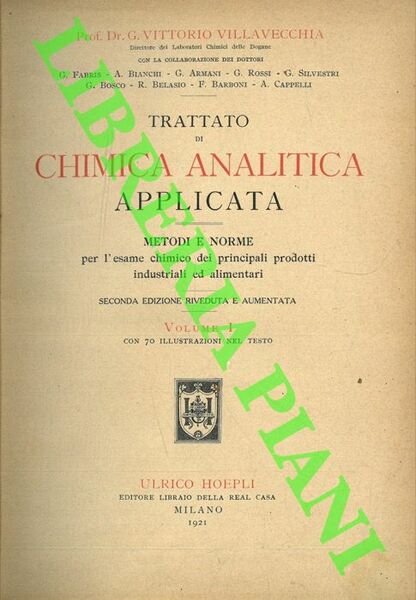 Prof. Dr. G. VITTORIO VILLAVECCHIA
Direttore dei Laboratori Chimici delle Dogane
CON LA COLLABORAZIONE DEI DOTTORI
G. FABRIS - A. BIANCHI - G. ARMANI - G. ROSSI - G. SILVESTRI
G. BOSCO - R. BELASIO - F. BARBONI - A. CAPPELLI
TRATTATO
DI
CHIMICA ANALITICA
APPLICATA
METODI E NORME
per l'esame chimico dei principali prodotti
industriali ed alimentari
SECONDA EDIZIONE RIVEDUTA E AUMENTATA
VOLUME I.
CON 70 ILLUSTRAZIONI NEL TESTO
ULRICO HOEPLI
EDITORE LIBRAIO DELLA REAL CASA
MILANO
1921
LIBRERIA PIANI